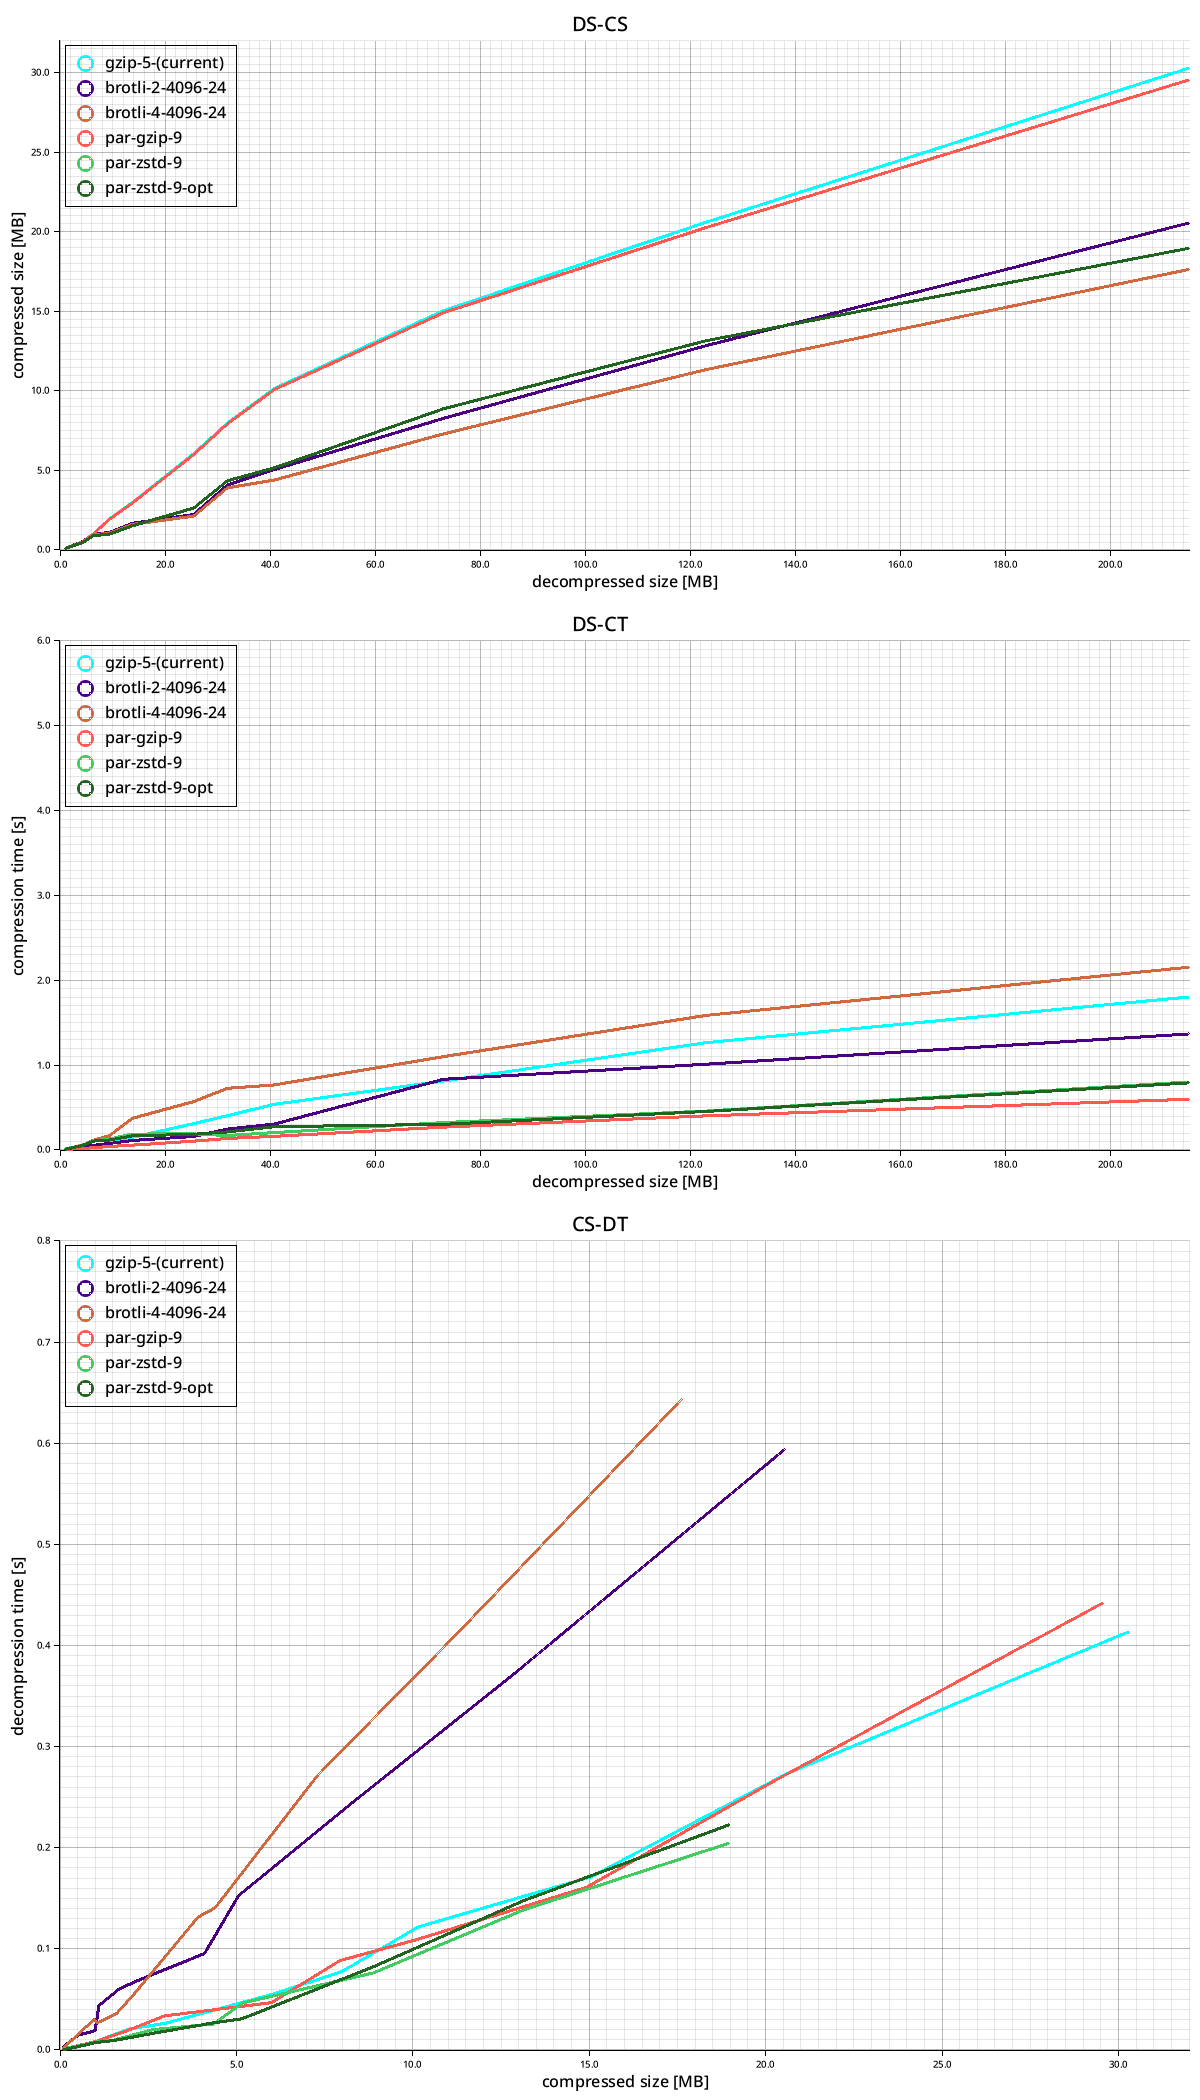 DS-CS
gzip-5-(current)
brotli-2-4096-24
brotli-4-4096-24
par-gzip-9
par-zstd-9
par-zstd-9-opt
compressed size [MB]
30.0
25.0
20.0
15.0
10.0
5.0
0.0
0.0 20.0 40.0 60.0 80.0 100.0 120.0 140.0 160.0 180.0 200.0
decompressed size [MB]
DS-CT
gzip-5-(current)
brotli-2-4096-24
brotli-4-4096-24
par-gzip-9
par-zstd-9
par-zstd-9-opt
compression time [s]
6.0
5.0
4.0
3.0
2.0
1.0
0.0
0.0 20.0 40.0 60.0 80.0 100.0 120.0 140.0 160.0 180.0 200.0
decompressed size [MB]
CS-DT
gzip-5-(current)
brotli-2-4096-24
brotli-4-4096-24
par-gzip-9
par-zstd-9
par-zstd-9-opt
decompression time [s]
0.8
0.7
0.6
0.5
0.4
0.3
0.2
0.1
0.0
0.0 5.0 10.0 15.0 20.0 25.0 30.0
compressed size [MB]